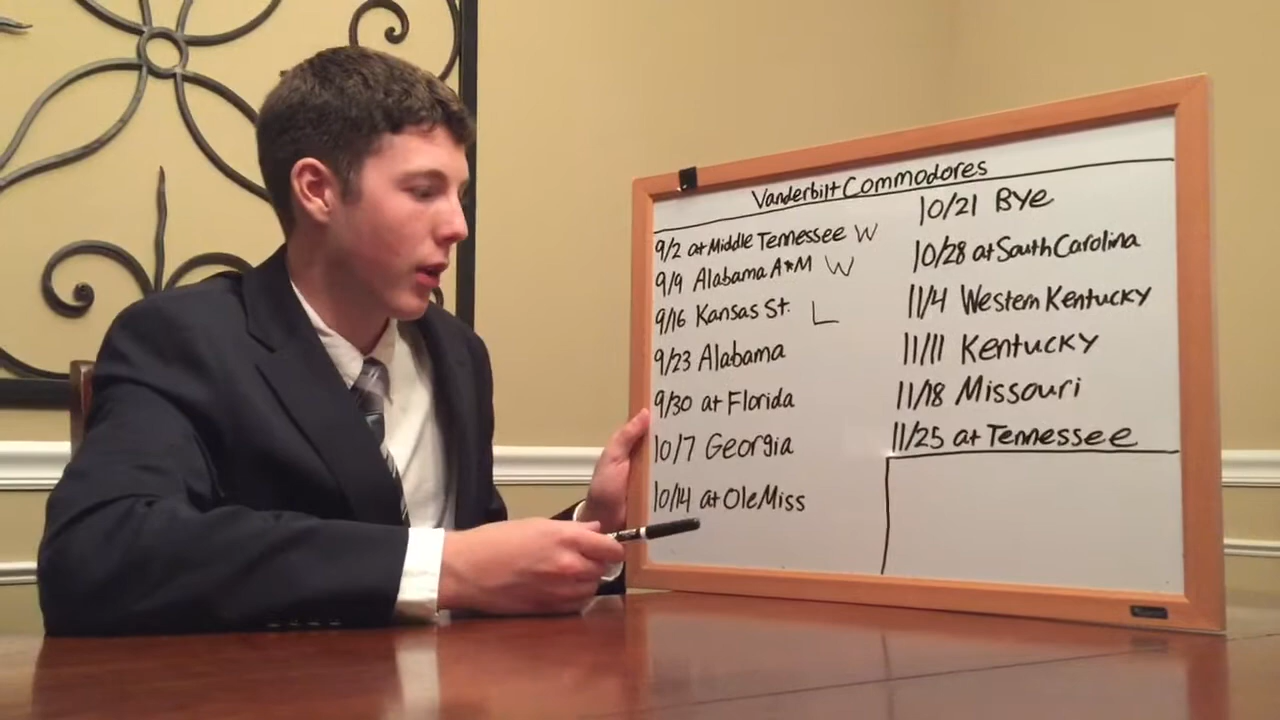 Vanderbilt Commodores
9/2 at Middle Tennessee W
9/9 Alabama A&M W
9/16 Kansas St. L
9/23 Alabama
9/30 at Florida
10/7 Georgia
10/14 at Ole Miss
10/21 Bye
10/28 at South Carolina
11/4 Western Kentucky
11/11 Kentucky
11/18 Missouri
11/25 at Tennessee